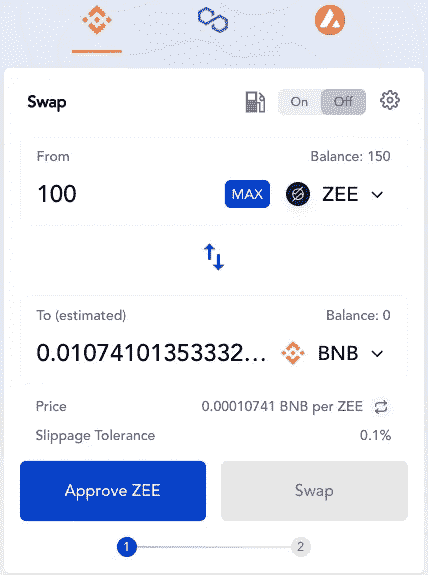 Swap On Off
From Balance: 150
100 MAX ZEE
To (estimated) Balance: 0
0.01074101353332... BNB
Price 0.00010741 BNB per ZEE
Slippage Tolerance 0.1%
Approve ZEE Swap
1 2